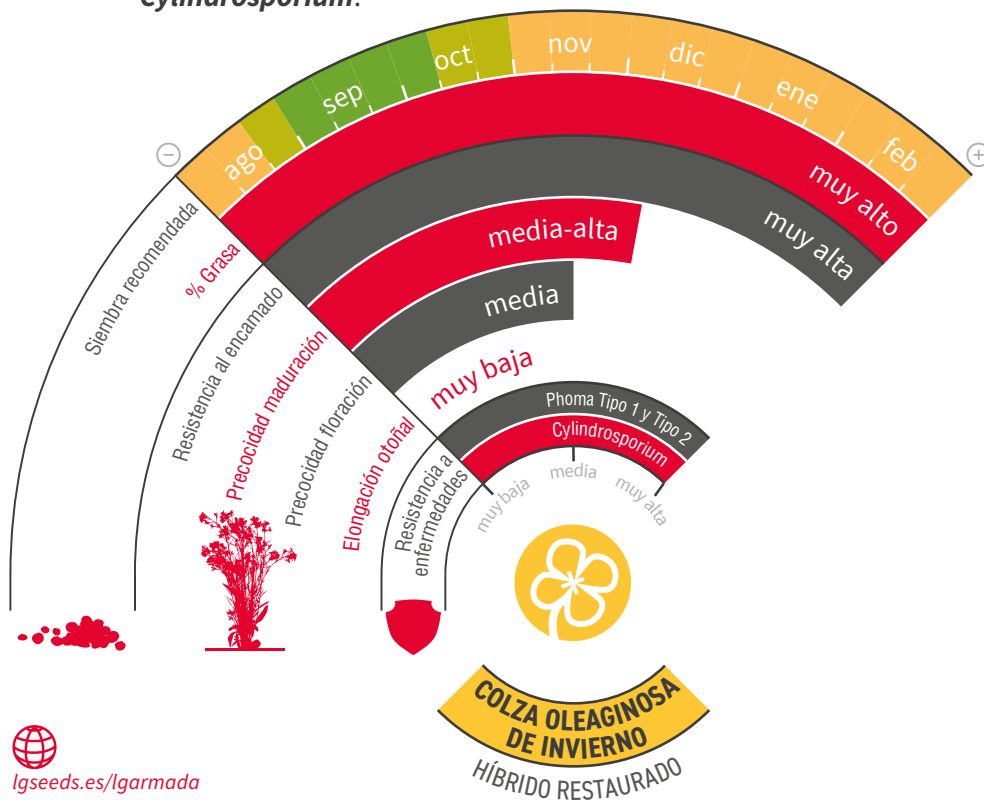 Cylindrosporium.
ago
sep
oct
nov
dic
ene
feb
−
+
Siembra recomendada
% Grasa
muy alto
Resistencia al encamado
muy alta
Precocidad maduración
media-alta
Precocidad floración
media
Elongación otoñal
muy baja
Resistencia a
enfermedades
Phoma Tipo 1 y Tipo 2
Cylindrosporium
muy baja
media
muy alta
COLZA OLEAGINOSA
DE INVIERNO
HÍBRIDO RESTAURADO
lgseeds.es/lgarmada